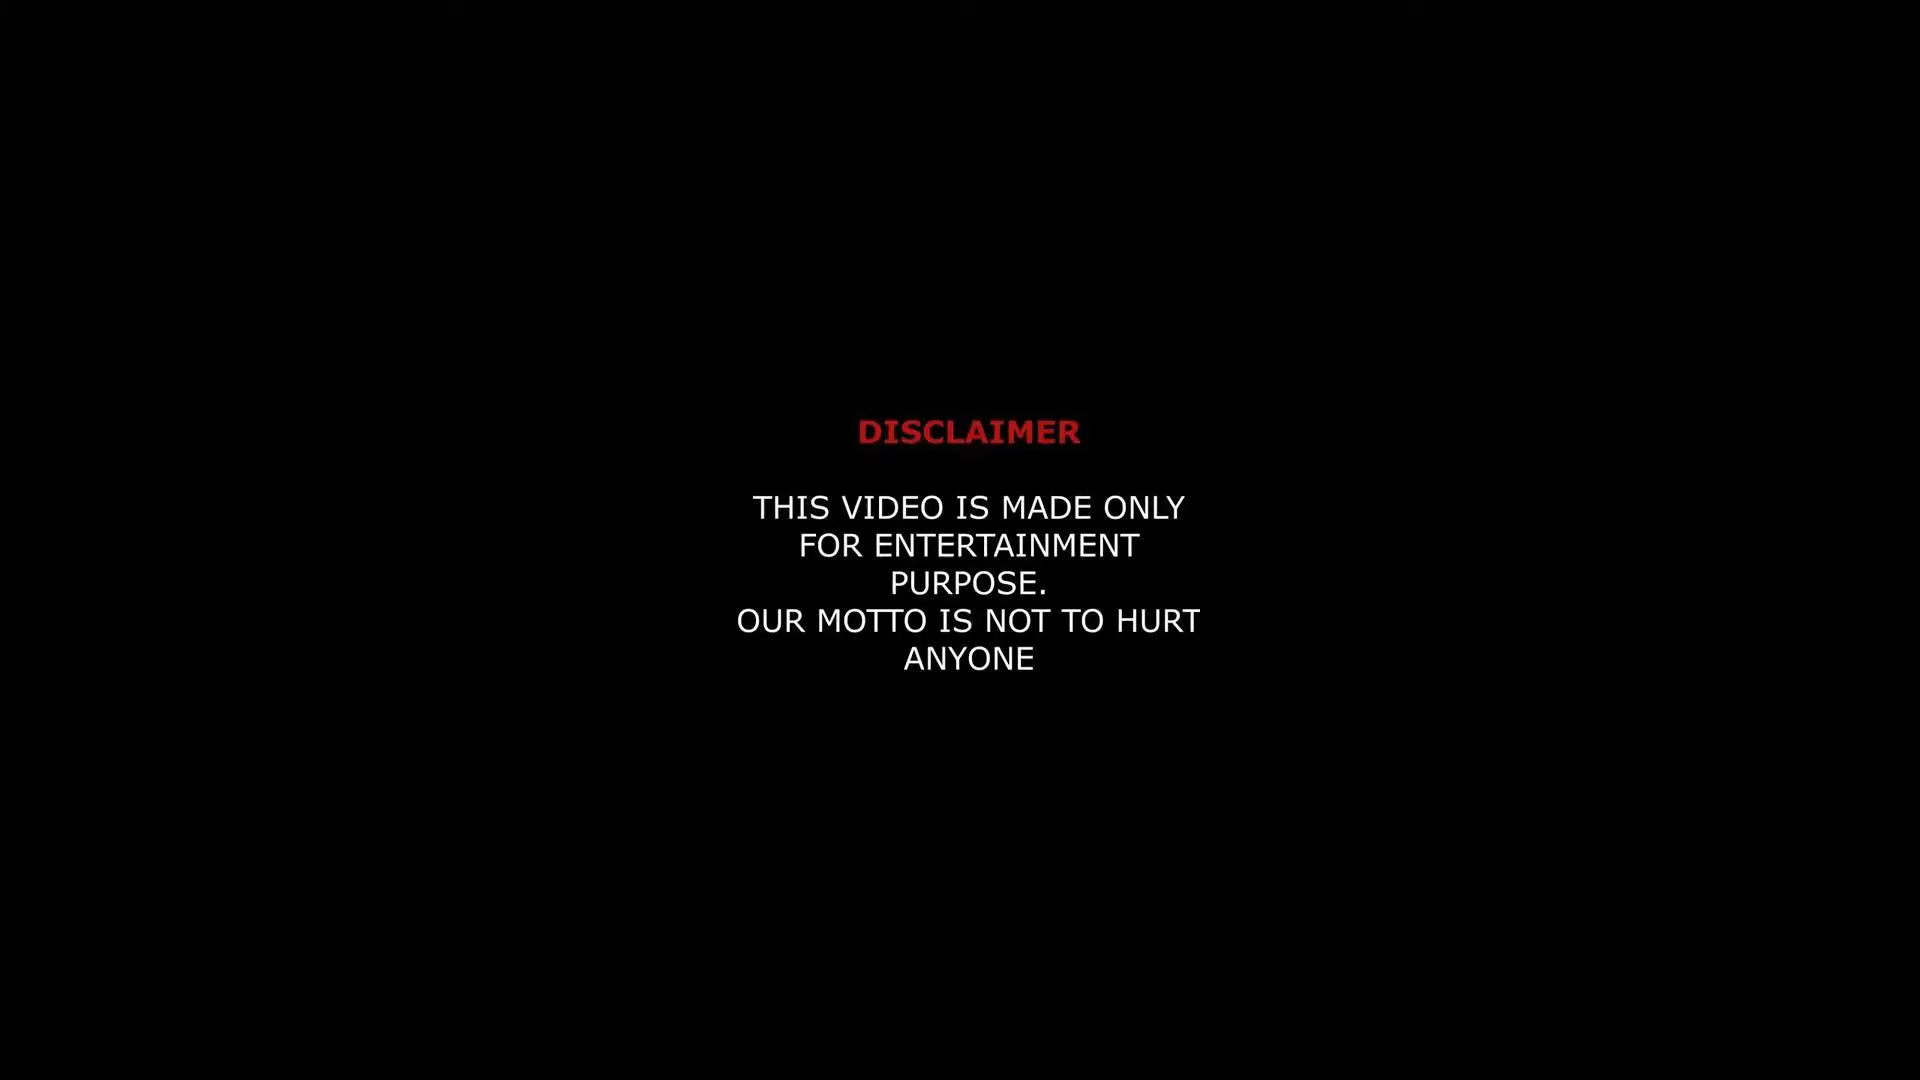 DISCLAIMER
THIS VIDEO IS MADE ONLY
FOR ENTERTAINMENT
PURPOSE.
OUR MOTTO IS NOT TO HURT
ANYONE